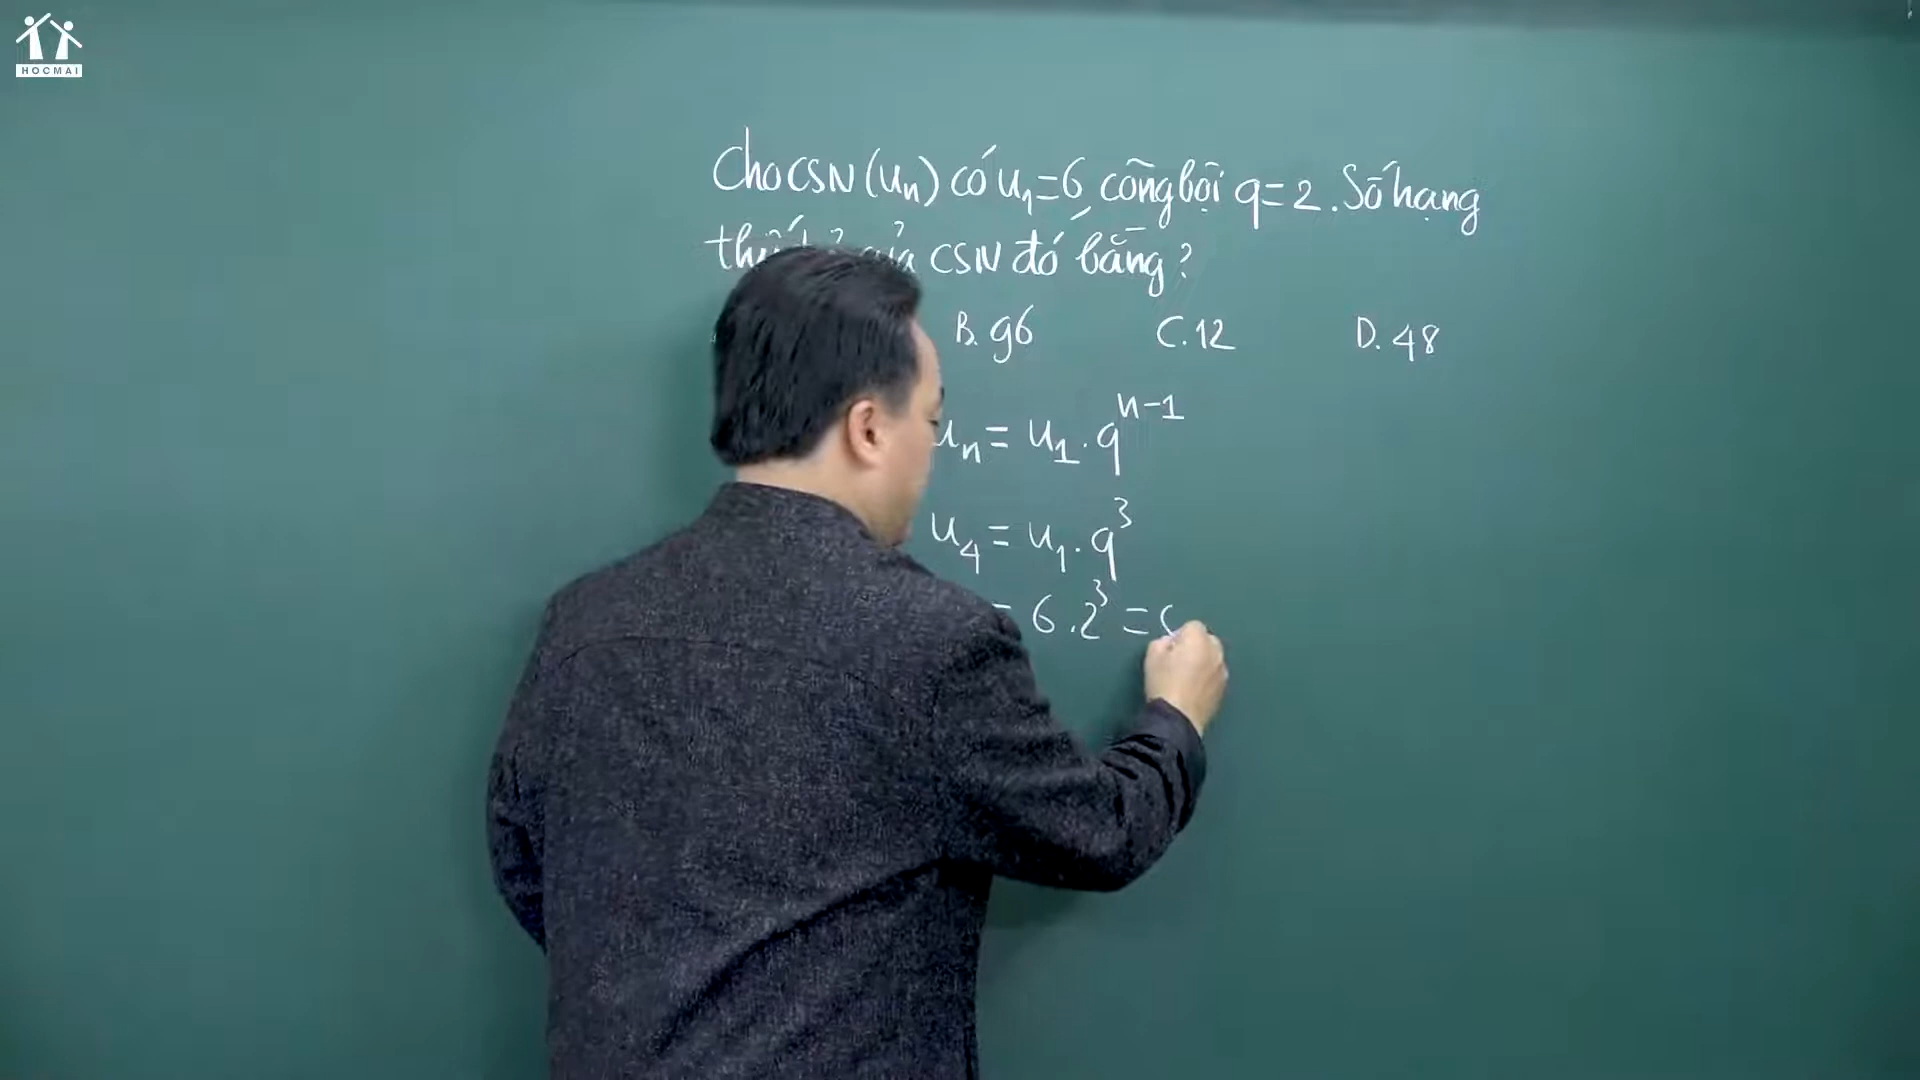 HOCMAI
Cho CSN (uₙ) có u₁=6, công bội q=2. Số hạng
CSN đó bằng?
B. 96 C. 12 D. 48
uₙ = u₁ . qⁿ⁻¹
u₄ = u₁ . q³
= 6 . 2³ =